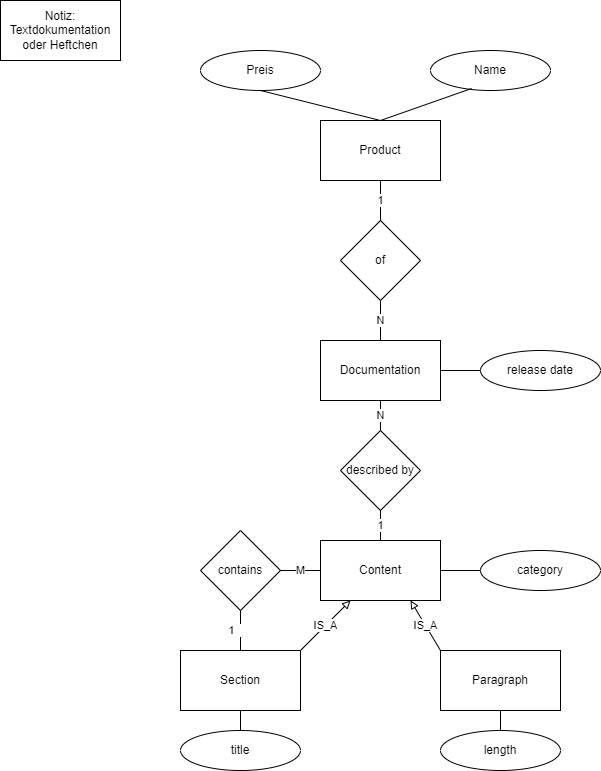 Notiz:
Textdokumentation
oder Heftchen
Preis
Name
Product
1
of
N
Documentation
release date
N
described by
1
contains
M
Content
category
1
IS_A
IS_A
Section
Paragraph
title
length